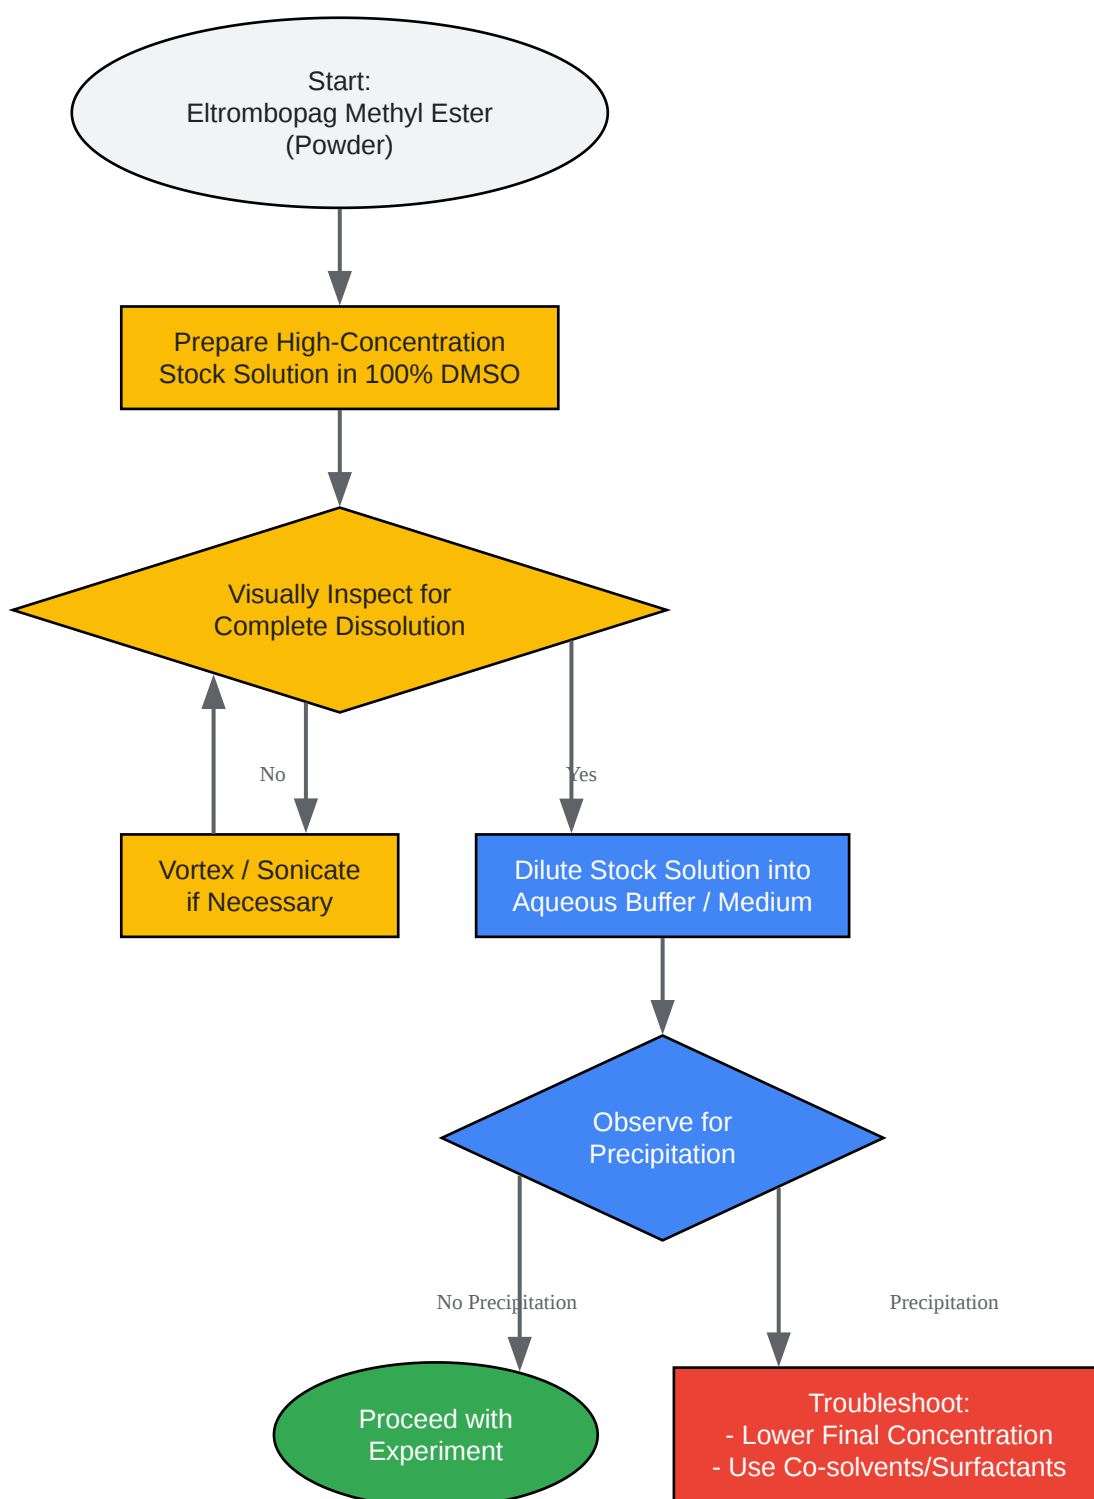 Start:
Eltrombopag Methyl Ester
(Powder)
Prepare High-Concentration
Stock Solution in 100% DMSO
Visually Inspect for
Complete Dissolution
No
Yes
Vortex / Sonicate
if Necessary
Dilute Stock Solution into
Aqueous Buffer / Medium
Observe for
Precipitation
No Precipitation
Precipitation
Proceed with
Experiment
Troubleshoot:
- Lower Final Concentration
- Use Co-solvents/Surfactants